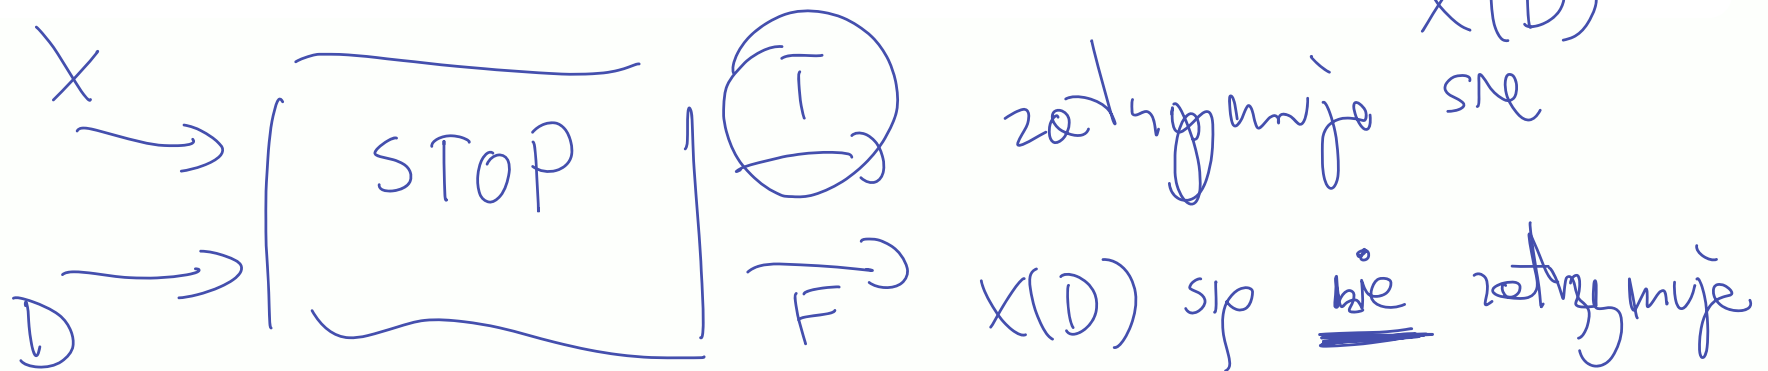 X(D)
X
STOP
T
zatrzymuje się
D
F
X(D) się nie zatrzymuje